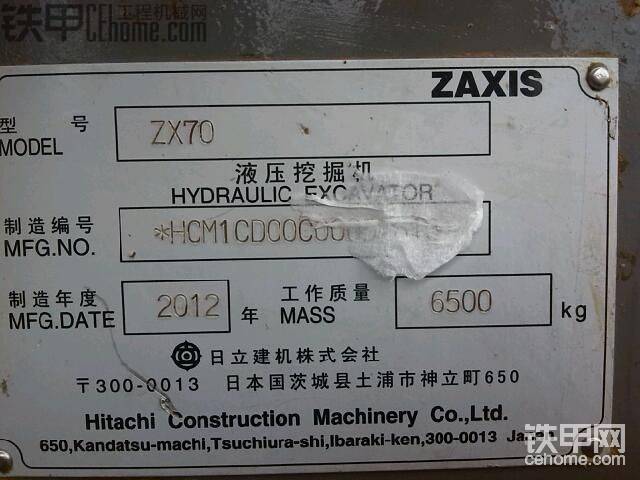 铁甲 工程机械网
CEhome.com
ZAXIS
型 号
MODEL ZX70
液压挖掘机
HYDRAULIC EXCAVATOR
制造编号
MFG.NO. *HCM1CD00C000
制造年度 2012 年 工作质量 6500 kg
MFG.DATE MASS
日立建机株式会社
〒300-0013 日本国茨城县土浦市神立町650
Hitachi Construction Machinery Co.,Ltd.
650,Kandatsu-machi,Tsuchiura-shi,Ibaraki-ken,300-0013
铁甲网
cehome.com